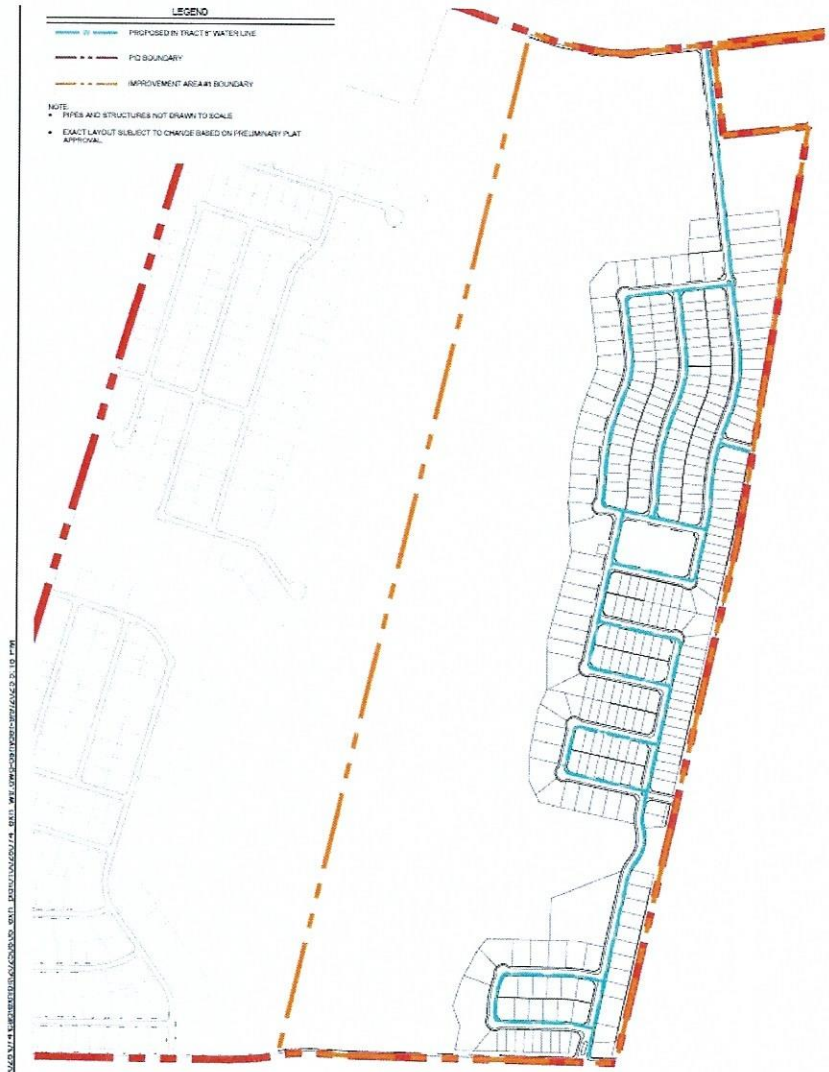 LEGEND
PROPOSED IN TRACT 8" WATER LINE
PID BOUNDARY
IMPROVEMENT AREA #1 BOUNDARY
NOTE:
• PIPES AND STRUCTURES NOT DRAWN TO SCALE
• EXACT LAYOUT SUBJECT TO CHANGE BASED ON PRELIMINARY PLAT
APPROVAL.